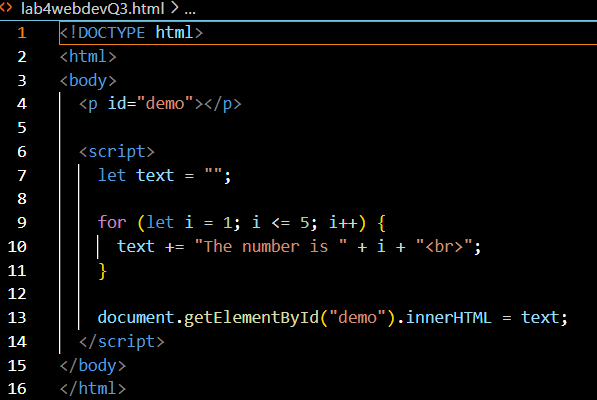 <> lab4webdevQ3.html > ...
1 <!DOCTYPE html>
2 <html>
3 <body>
4   <p id="demo"></p>
5
6   <script>
7     let text = "";
8
9     for (let i = 1; i <= 5; i++) {
10       text += "The number is " + i + "<br>";
11     }
12
13     document.getElementById("demo").innerHTML = text;
14   </script>
15 </body>
16 </html>